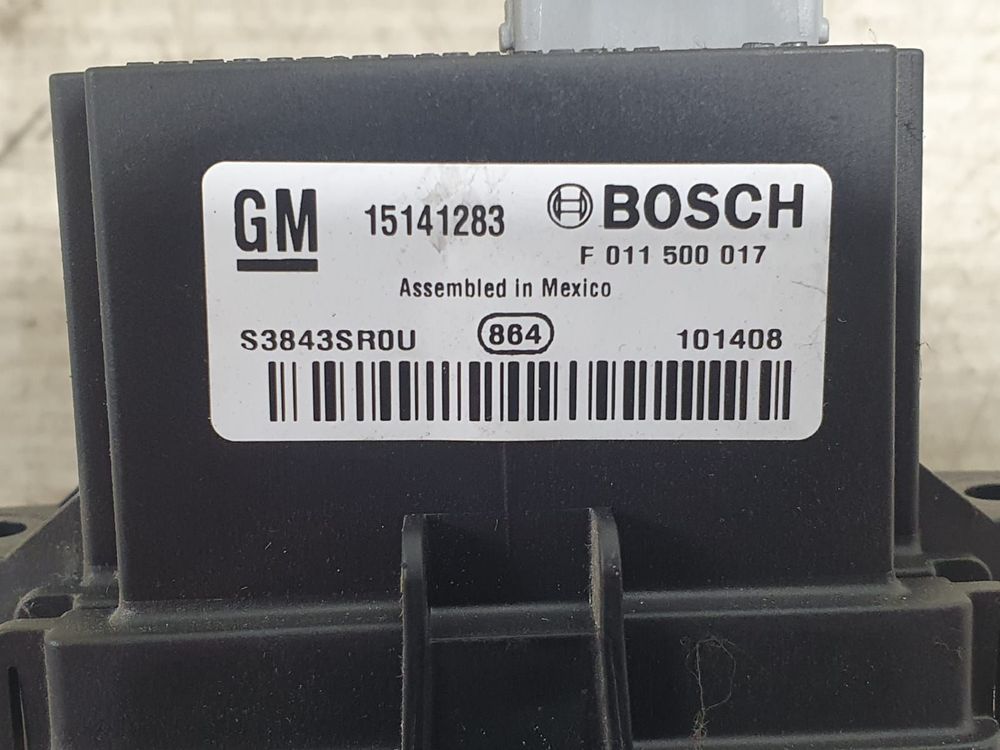 GM 15141283 BOSCH
F 011 500 017
Assembled in Mexico
S3843SR0U 864 101408